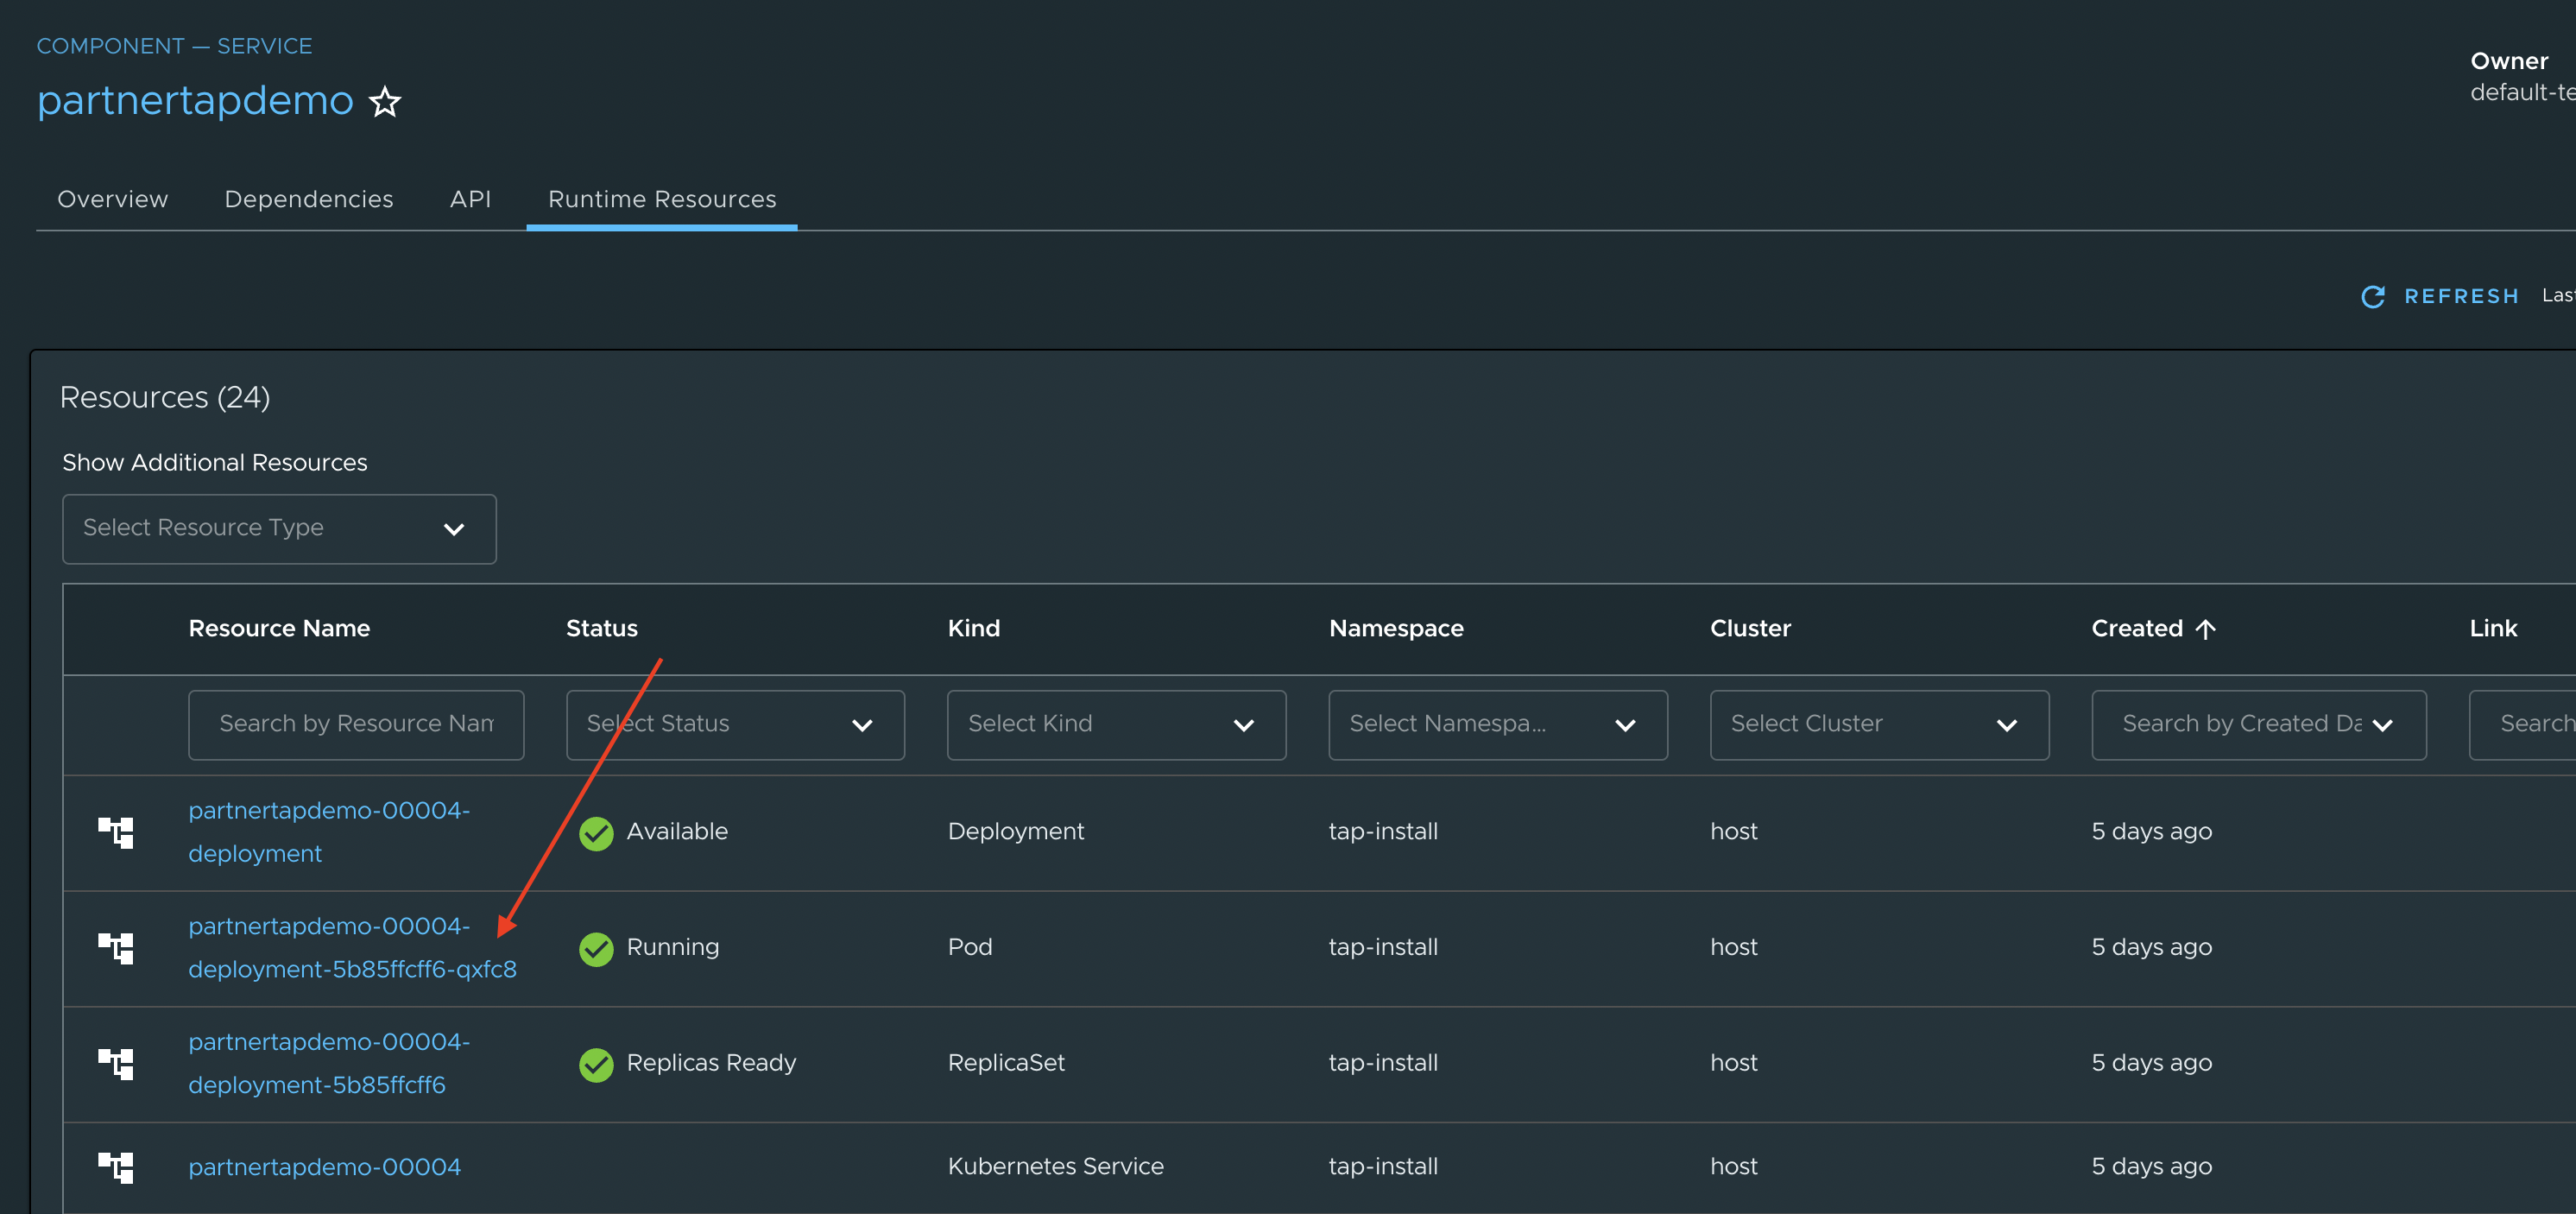 COMPONENT — SERVICE
partnertapdemo
Owner
default-te
Overview Dependencies API Runtime Resources
REFRESH Las
Resources (24)
Show Additional Resources
Select Resource Type
Resource Name Status Kind Namespace Cluster Created Link
Search by Resource Nam Select Status Select Kind Select Namespa... Select Cluster Search by Created Da Search
partnertapdemo-00004-
deployment
Available Deployment tap-install host 5 days ago
partnertapdemo-00004-
deployment-5b85ffcff6-qxfc8
Running Pod tap-install host 5 days ago
partnertapdemo-00004-
deployment-5b85ffcff6
Replicas Ready ReplicaSet tap-install host 5 days ago
partnertapdemo-00004 Kubernetes Service tap-install host 5 days ago